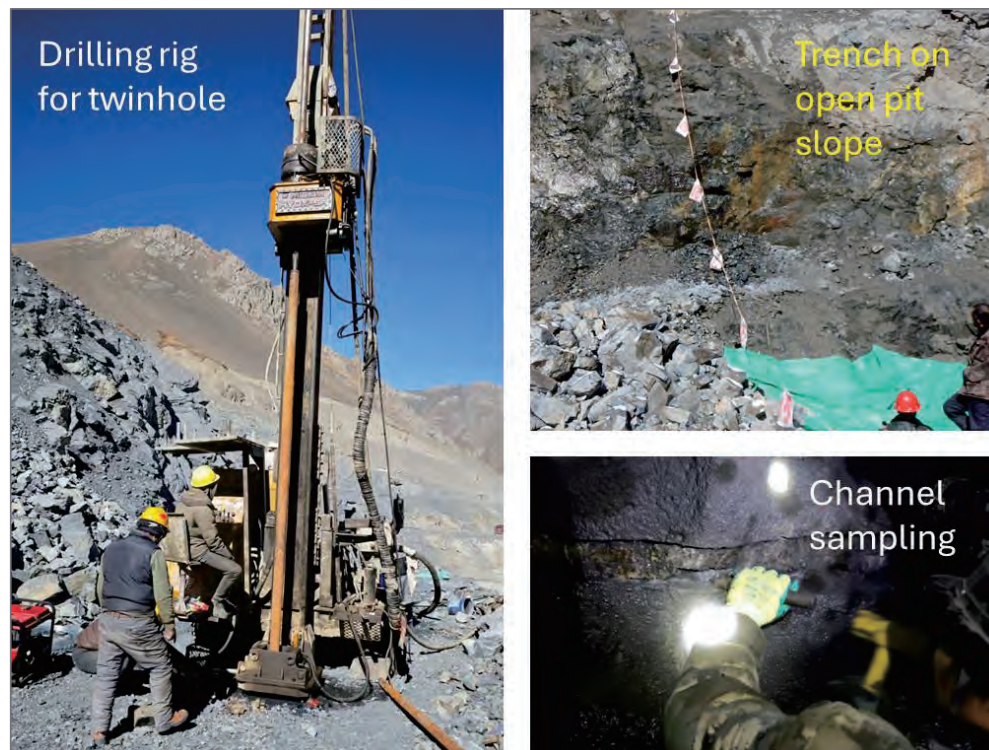 Drilling rig
for twinhole
Trench on
open pit
slope
Channel
sampling